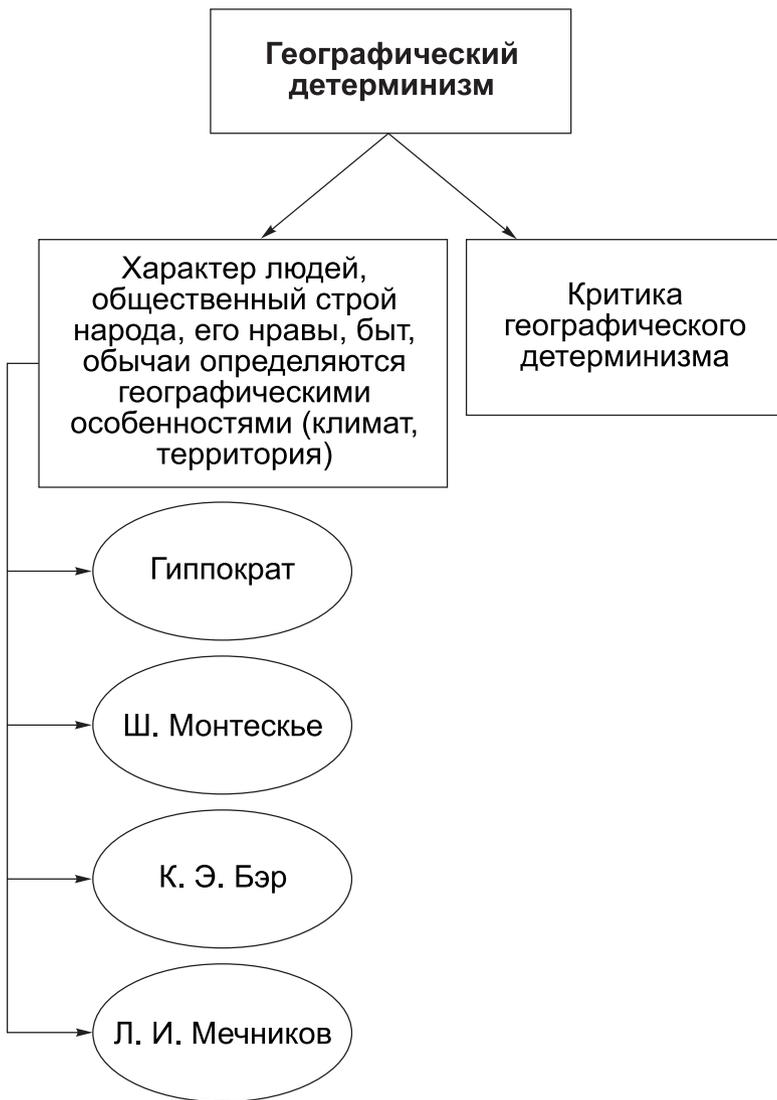 Географический
детерминизм
Характер людей,
общественный строй
народа, его нравы, быт,
обычаи определяются
географическими
особенностями (климат,
территория)
Критика
географического
детерминизма
Гиппократ
Ш. Монтескье
К. Э. Бэр
Л. И. Мечников